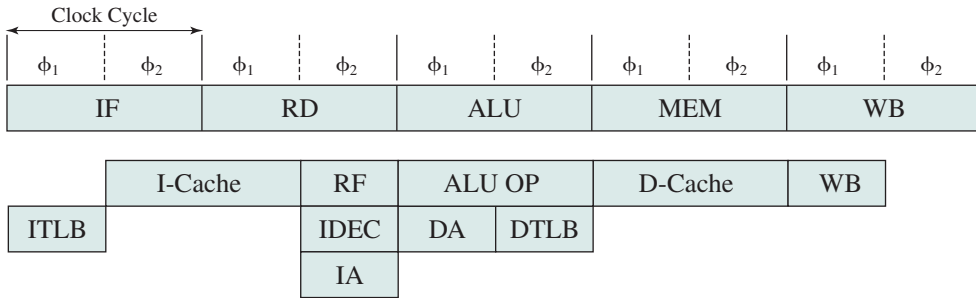 Clock Cycle
ϕ1 ϕ2 ϕ1 ϕ2 ϕ1 ϕ2 ϕ1 ϕ2 ϕ1 ϕ2
IF RD ALU MEM WB
I-Cache RF ALU OP D-Cache WB
ITLB IDEC DA DTLB
IA